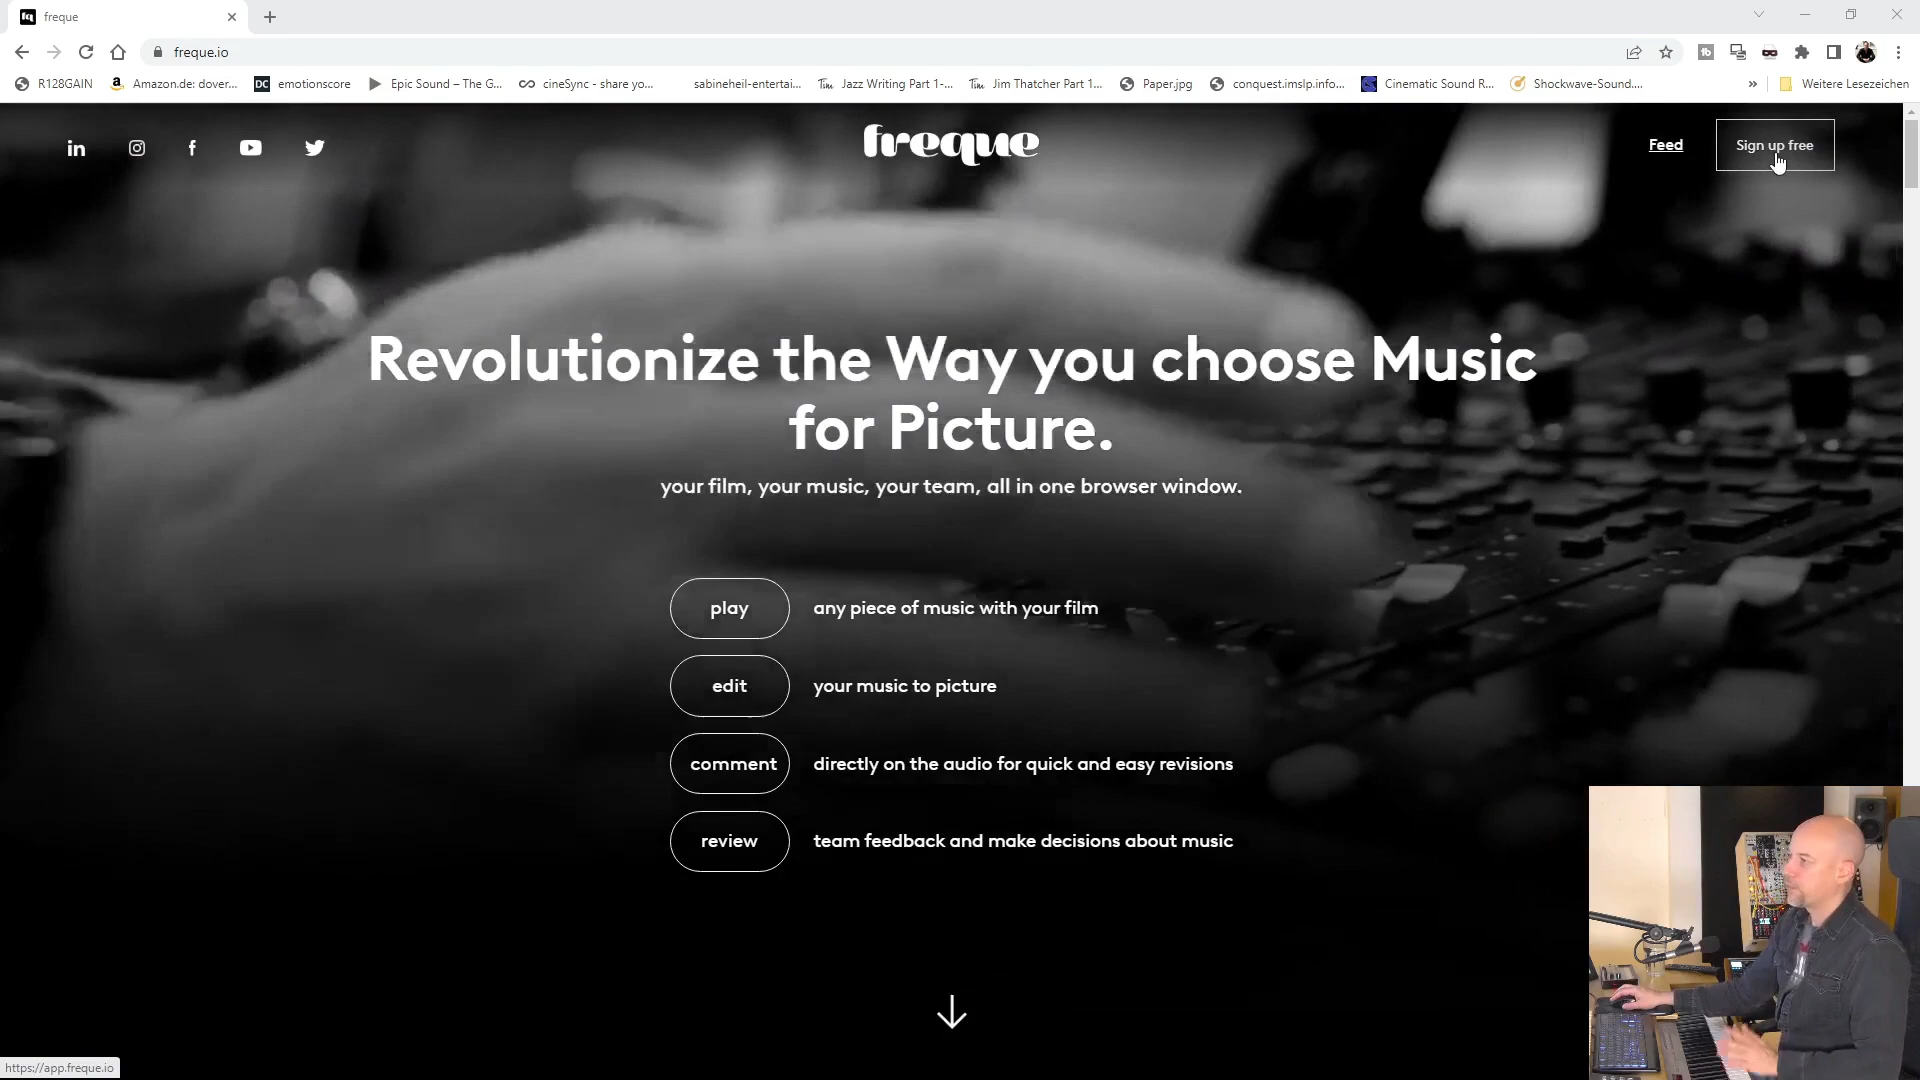 freque
freque.io
R128GAIN
Amazon.de: dover...
DC
emotionscore
Epic Sound – The G...
cineSync - share yo...
sabineheil-entertai...
Jazz Writing Part 1-...
Jim Thatcher Part 1...
Paper.jpg
conquest.imslp.info...
Cinematic Sound R...
Shockwave-Sound....
»
Weitere Lesezeichen
in
f
freque
Feed
Sign up free
Revolutionize the Way you choose Music
for Picture.
your film, your music, your team, all in one browser window.
play any piece of music with your film
edit your music to picture
comment directly on the audio for quick and easy revisions
review team feedback and make decisions about music
https://app.freque.io